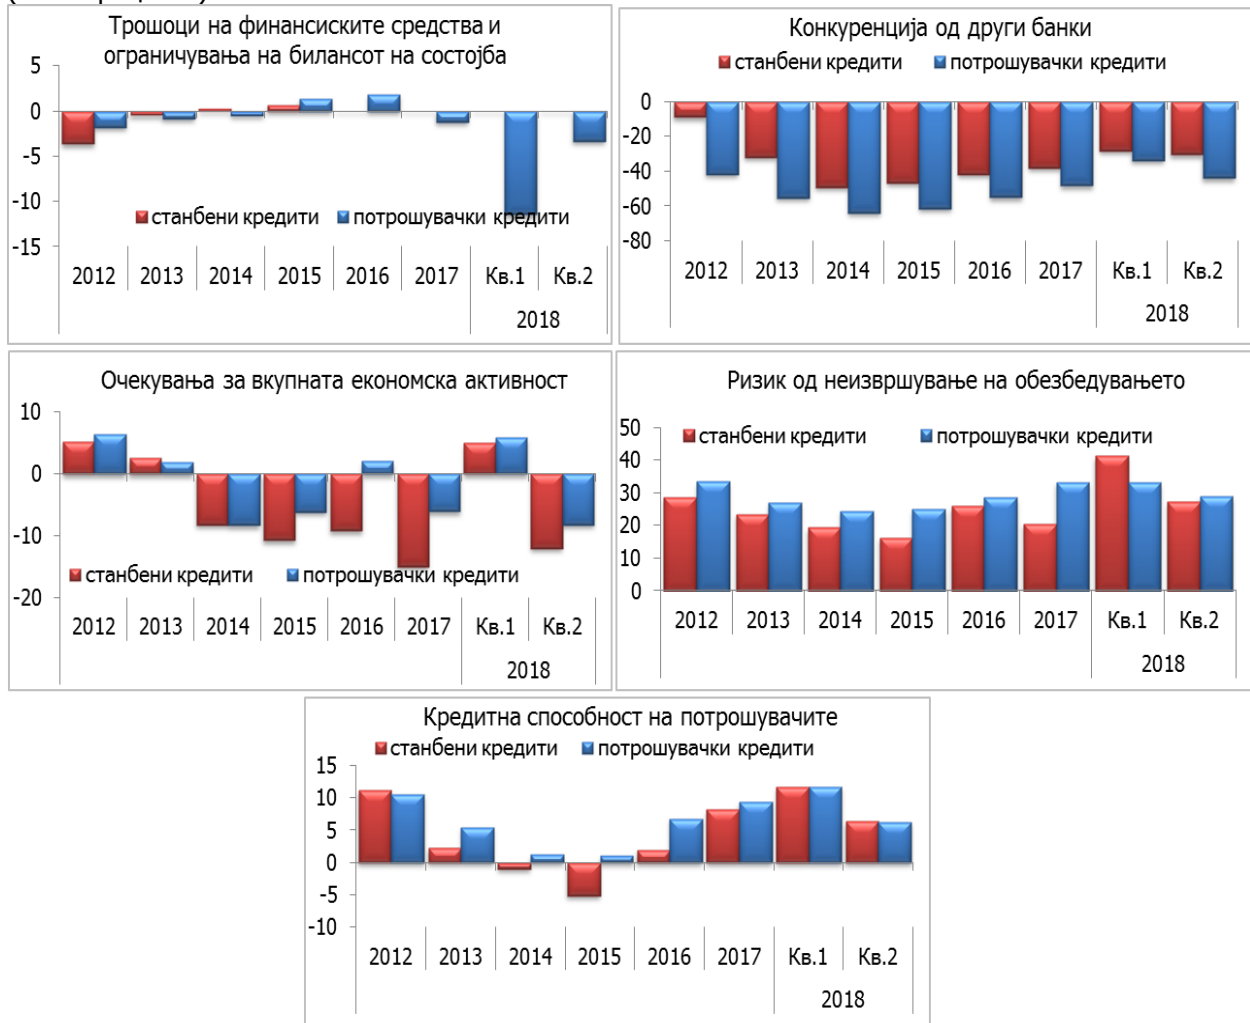 Трошоци на финансиските средства и
ограничувања на билансот на состојба
5
0
-5
-10
-15
станбени кредити потрошувачки кредити
2012 2013 2014 2015 2016 2017 Кв.1 Кв.2
2018
Конкуренција од други банки
станбени кредити потрошувачки кредити
0
-20
-40
-60
-80
2012 2013 2014 2015 2016 2017 Кв.1 Кв.2
2018
Очекувања за вкупната економска активност
10
0
-10
-20
станбени кредити потрошувачки кредити
2012 2013 2014 2015 2016 2017 Кв.1 Кв.2
2018
Ризик од неизвршување на обезбедувањето
50
40
30
20
10
0
станбени кредити потрошувачки кредити
2012 2013 2014 2015 2016 2017 Кв.1 Кв.2
2018
Кредитна способност на потрошувачите
станбени кредити потрошувачки кредити
15
10
5
0
-5
-10
2012 2013 2014 2015 2016 2017 Кв.1 Кв.2
2018